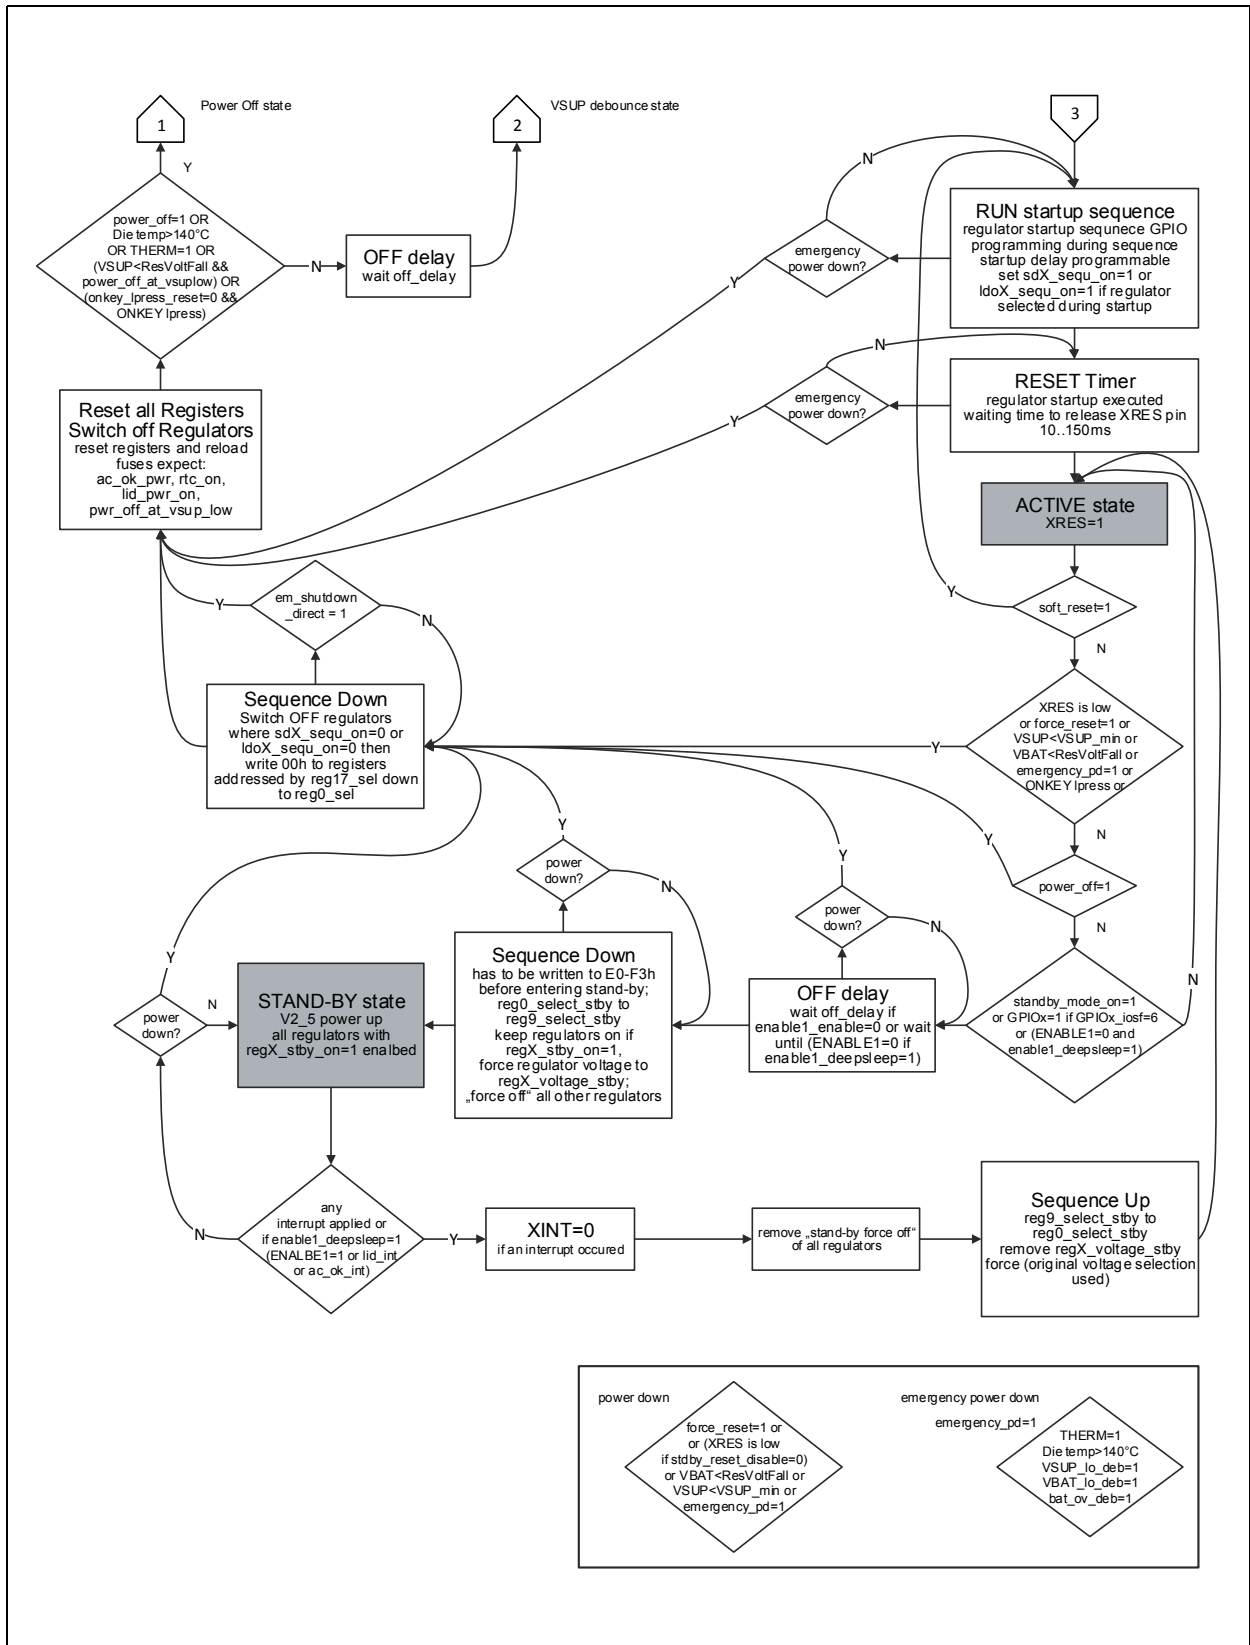 Power Off state
1
VSUP debounce state
2
3
Y
N
power_off=1 OR
Die temp>140°C
OR THERM=1 OR
(VSUP<ResVoltFall &&
power_off_at_vsuplow) OR
(onkey_lpress_reset=0 &&
ONKEY lpress)
N
OFF delay
wait off_delay
emergency
power down?
Y
RUN startup sequence
regulator startup sequnece GPIO
programming during sequence
startup delay programmable
set sdX_sequ_on=1 or
ldoX_sequ_on=1 if regulator
selected during startup
N
emergency
power down?
Y
RESET Timer
regulator startup executed
waiting time to release XRES pin
10..150ms
Reset all Registers
Switch off Regulators
reset registers and reload
fuses expect:
ac_ok_pwr, rtc_on,
lid_pwr_on,
pwr_off_at_vsup_low
ACTIVE state
XRES=1
Y
soft_reset=1
N
Y
em_shutdown
_direct = 1
N
Sequence Down
Switch OFF regulators
where sdX_sequ_on=0 or
ldoX_sequ_on=0 then
write 00h to registers
addressed by reg17_sel down
to reg0_sel
Y
XRES is low
or force_reset=1 or
VSUP<VSUP_min or
VBAT<ResVoltFall or
emergency_pd=1 or
ONKEY lpress or
N
Y
power_off=1
N
Y
power
down?
N
Y
power
down?
N
Y
power
down?
N
STAND-BY state
V2_5 power up
all regulators with
regX_stby_on=1 enalbed
Sequence Down
has to be written to E0-F3h
before entering stand-by;
reg0_select_stby to
reg9_select_stby
keep regulators on if
regX_stby_on=1,
force regulator voltage to
regX_voltage_stby;
„force off“ all other regulators
OFF delay
wait off_delay if
enable1_enable=0 or wait
until (ENABLE1=0 if
enable1_deepsleep=1)
standby_mode_on=1
or GPIOx=1 if GPIOx_iosf=6
or (ENABLE1=0 and
enable1_deepsleep=1)
N
N
any
interrupt applied or
if enable1_deepsleep=1
(ENALBE1=1 or lid_int
or ac_ok_int)
Y
XINT=0
if an interrupt occured
remove „stand-by force off“
of all regulators
Sequence Up
reg9_select_stby to
reg0_select_stby
remove regX_voltage_stby
force (original voltage selection
used)
power down
force_reset=1 or
or (XRES is low
if stdby_reset_disable=0)
or VBAT<ResVoltFall or
VSUP<VSUP_min or
emergency_pd=1
emergency power down
emergency_pd=1
THERM=1
Die temp>140°C
VSUP_lo_deb=1
VBAT_lo_deb=1
bat_ov_deb=1